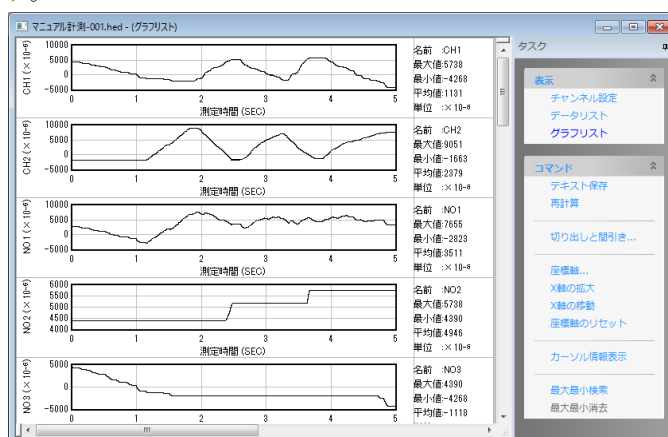 マニュアル計測-001.hed - (グラフリスト)
CH1 (×10-6)
10000
5000
0
-5000
0 1 2 3 4 5
測定時間 (SEC)
名前 :CH1
最大値:5738
最小値:-4268
平均値:1131
単位 :×10-6
CH2 (×10-6)
10000
5000
0
-5000
0 1 2 3 4 5
測定時間 (SEC)
名前 :CH2
最大値:9051
最小値:-1663
平均値:2379
単位 :×10-6
NO1 (×10-6)
10000
5000
0
-5000
0 1 2 3 4 5
測定時間 (SEC)
名前 :NO1
最大値:7655
最小値:-2823
平均値:3511
単位 :×10-6
NO.2 (×10-6)
6000
5500
5000
4500
4000
0 1 2 3 4 5
測定時間 (SEC)
名前 :NO2
最大値:5738
最小値:4390
平均値:4946
単位 :×10-6
NO3 (×10-6)
5000
0
-5000
0 1 2 3 4 5
名前 :NO3
最大値:4390
最小値:-4268
平均値:-1118
タスク
表示
チャンネル設定
データリスト
グラフリスト
コマンド
テキスト保存
再計算
切り出しと間引き...
座標軸...
X軸の拡大
X軸の移動
座標軸のリセット
カーソル情報表示
最大最小検索
最大最小消去